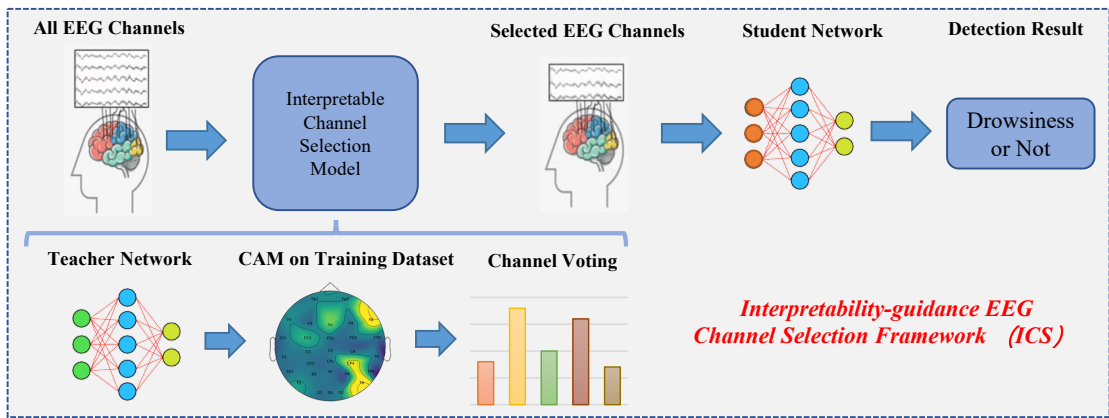 All EEG Channels
Selected EEG Channels
Student Network
Detection Result
Interpretable
Channel
Selection
Model
Drowsiness
or Not
Teacher Network
CAM on Training Dataset
Channel Voting
Interpretability-guidance EEG
Channel Selection Framework （ICS）